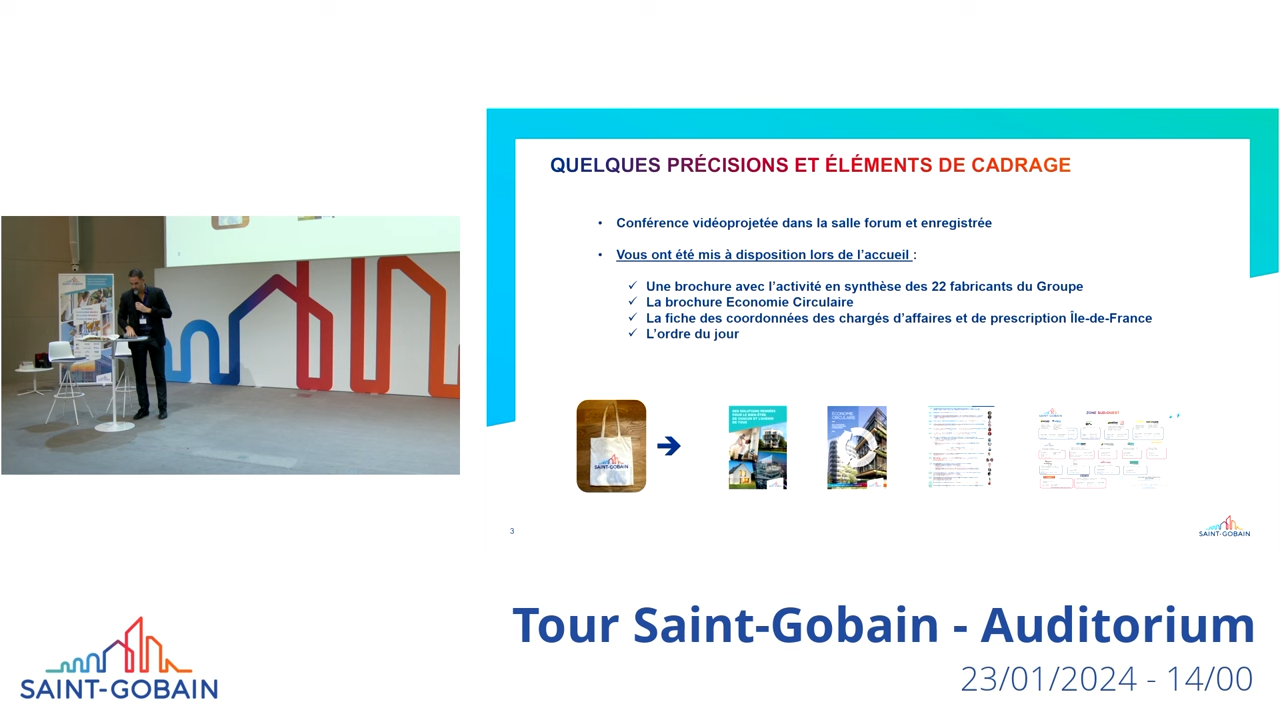 QUELQUES PRÉCISIONS ET ÉLÉMENTS DE CADRAGE
• Conférence vidéoprojetée dans la salle forum et enregistrée
• Vous ont été mis à disposition lors de l'accueil :
✓ Une brochure avec l'activité en synthèse des 22 fabricants du Groupe
✓ La brochure Economie Circulaire
✓ La fiche des coordonnées des chargés d'affaires et de prescription Île-de-France
✓ L'ordre du jour
SAINT-GOBAIN
ÉCONOMIE
CIRCULAIRE
3
SAINT-GOBAIN
SAINT-GOBAIN
Tour Saint-Gobain - Auditorium
23/01/2024 - 14/00